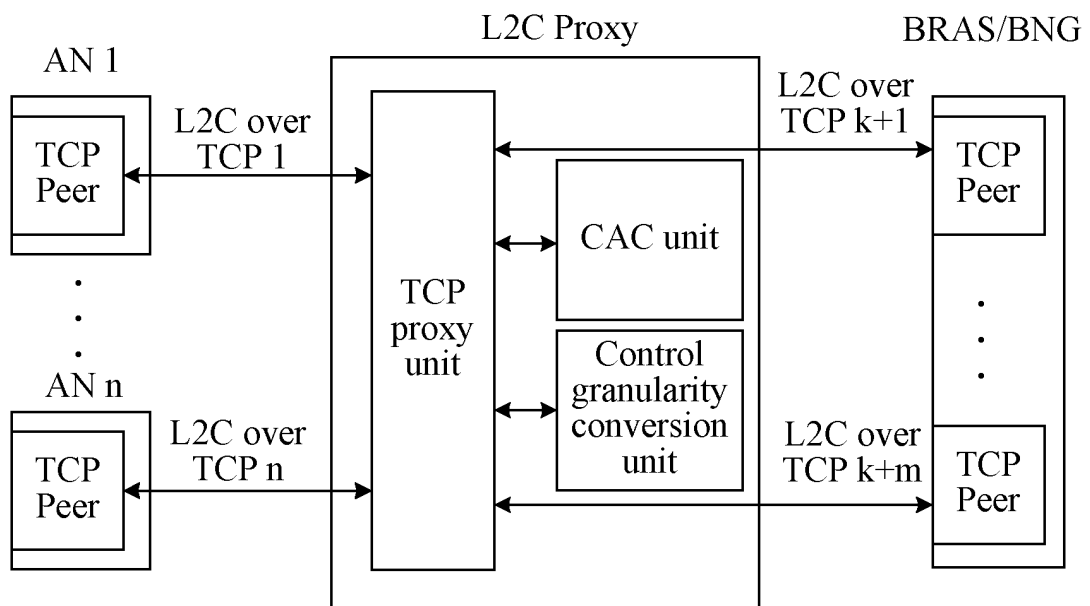 L2C Proxy
BRAS/BNG
AN 1
L2C over
TCP 1
TCP
Peer
L2C over
TCP k+1
TCP
Peer
CAC unit
TCP
proxy
unit
Control
granularity
conversion
unit
AN n
L2C over
TCP n
TCP
Peer
L2C over
TCP k+m
TCP
Peer